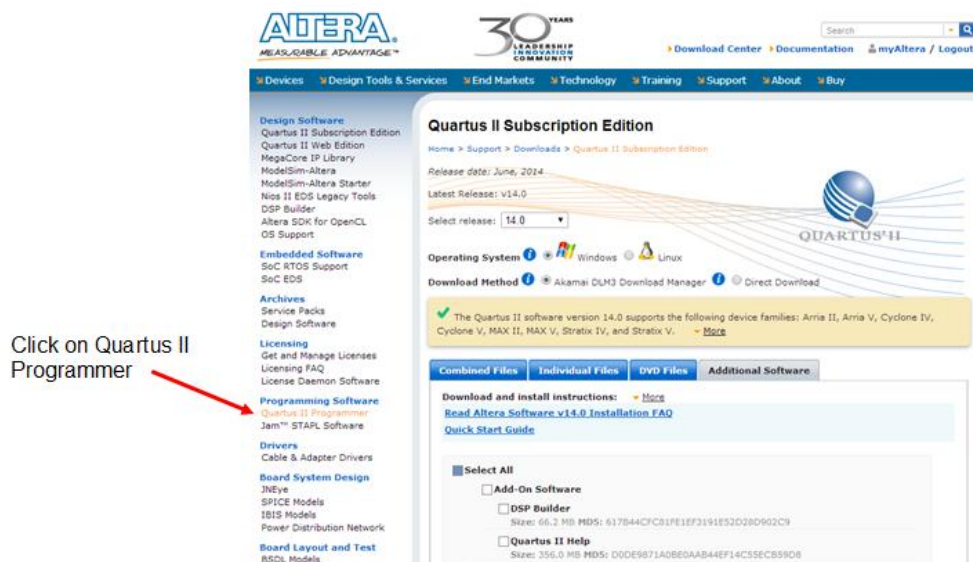 ALTERA.
MEASURABLE ADVANTAGE™
30 YEARS
LEADERSHIP
INNOVATION
COMMUNITY
Search
Download Center Documentation myAltera / Logout
Devices Design Tools & Services End Markets Technology Training Support About Buy
Design Software
Quartus II Subscription Edition
Quartus II Web Edition
MegaCore IP Library
ModelSim-Altera
ModelSim-Altera Starter
Nios II EDS Legacy Tools
DSP Builder
Altera SDK for OpenCL
OS Support
Embedded Software
SoC RTOS Support
SoC EDS
Archives
Service Packs
Design Software
Licensing
Get and Manage Licenses
Licensing FAQ
License Daemon Software
Programming Software
Quartus II Programmer
Jam™ STAPL Software
Drivers
Cable & Adapter Drivers
Board System Design
JNEye
SPICE Models
IBIS Models
Power Distribution Network
Board Layout and Test
BSDL Models
Click on Quartus II
Programmer
Quartus II Subscription Edition
Home > Support > Downloads > Quartus II Subscription Edition
Release date: June, 2014
Latest Release: v14.0
Select release: 14.0
QUARTUS® II
Operating System Windows Linux
Download Method Akamai DLM3 Download Manager Direct Download
The Quartus II software version 14.0 supports the following device families: Arria II, Arria V, Cyclone IV,
Cyclone V, MAX II, MAX V, Stratix IV, and Stratix V. More
Combined Files Individual Files DVD Files Additional Software
Download and install instructions: More
Read Altera Software v14.0 Installation FAQ
Quick Start Guide
Select All
Add-On Software
DSP Builder
Size: 66.2 MB MD5:
Quartus II Help
Size: 356.0 MB MD5: